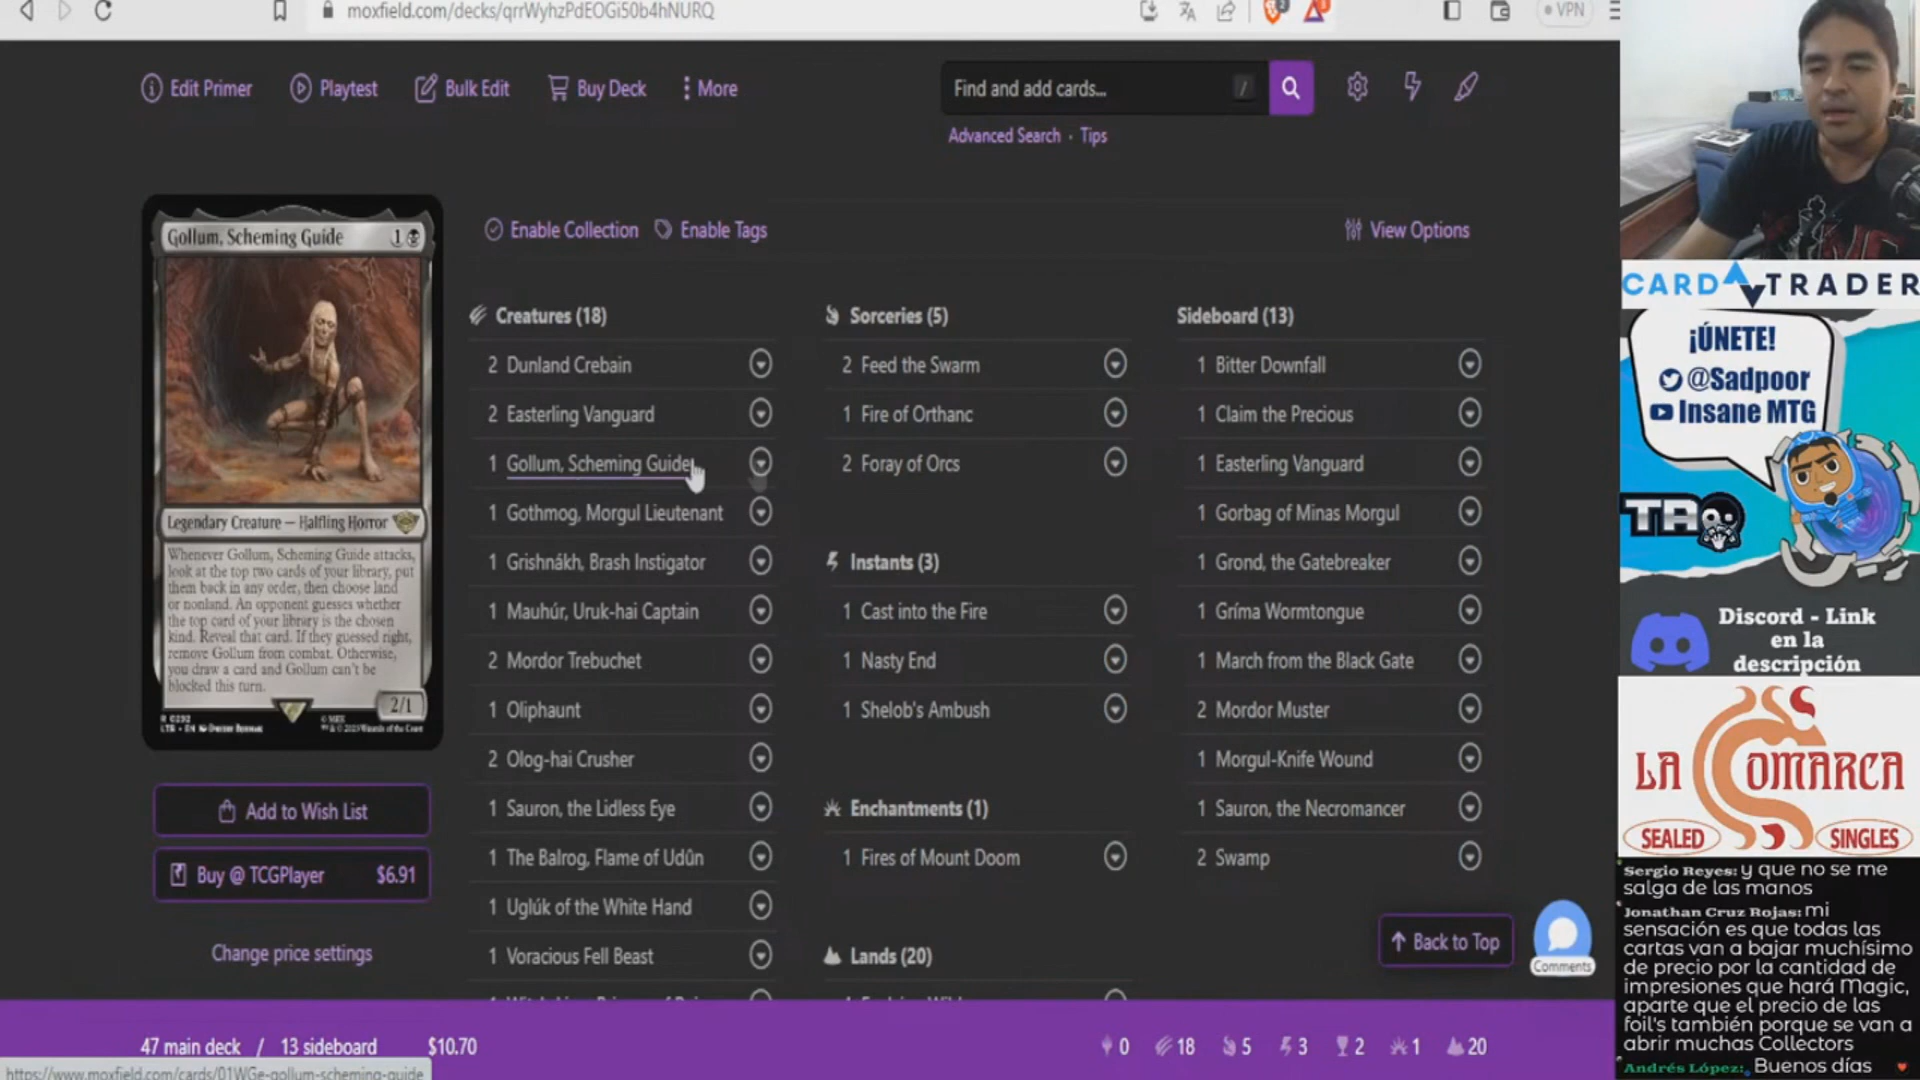 moxfield.com/decks/qrrWyhzPdEOGi50b4hNURQ
VPN
Edit Primer
Playtest
Bulk Edit
Buy Deck
More
Find and add cards...
/
Advanced Search · Tips
Enable Collection
Enable Tags
View Options
Gollum, Scheming Guide 1
Legendary Creature — Halfling Horror
Whenever Gollum, Scheming Guide attacks,
look at the top two cards of your library, put
them back in any order, then choose land
or nonland. An opponent guesses whether
the top card of your library is the chosen
kind. Reveal that card. If they guessed right,
remove Gollum from combat. Otherwise,
you draw a card and Gollum can't be
blocked this turn.
2/1
Add to Wish List
Buy @ TCGPlayer $6.91
Change price settings
Creatures (18)
2 Dunland Crebain
2 Easterling Vanguard
1 Gollum, Scheming Guide
1 Gothmog, Morgul Lieutenant
1 Grishnákh, Brash Instigator
1 Mauhúr, Uruk-hai Captain
2 Mordor Trebuchet
1 Oliphaunt
2 Olog-hai Crusher
1 Sauron, the Lidless Eye
1 The Balrog, Flame of Udûn
1 Uglúk of the White Hand
1 Voracious Fell Beast
Sorceries (5)
2 Feed the Swarm
1 Fire of Orthanc
2 Foray of Orcs
Instants (3)
1 Cast into the Fire
1 Nasty End
1 Shelob's Ambush
Enchantments (1)
1 Fires of Mount Doom
Lands (20)
Sideboard (13)
1 Bitter Downfall
1 Claim the Precious
1 Easterling Vanguard
1 Gorbag of Minas Morgul
1 Grond, the Gatebreaker
1 Gríma Wormtongue
1 March from the Black Gate
2 Mordor Muster
1 Morgul-Knife Wound
1 Sauron, the Necromancer
2 Swamp
Back to Top
Comments
47 main deck / 13 sideboard $10.70
0 18 5 3 2 1 20
https://www.moxfield.com/cards/01WGe-gollum-scheming-guide
CARD TRADER
¡ÚNETE!
@Sadpoor
Insane MTG
Discord - Link
en la
descripción
LA COMARCA
SEALED SINGLES
Sergio Reyes: y que no se me
salga de las manos
Jonathan Cruz Rojas: mi
sensación es que todas las
cartas van a bajar muchísimo
de precio por la cantidad de
impresiones que hará Magic,
aparte que el precio de las
foil's también porque se van a
abrir muchas Collectors
Andrés López: Buenos días